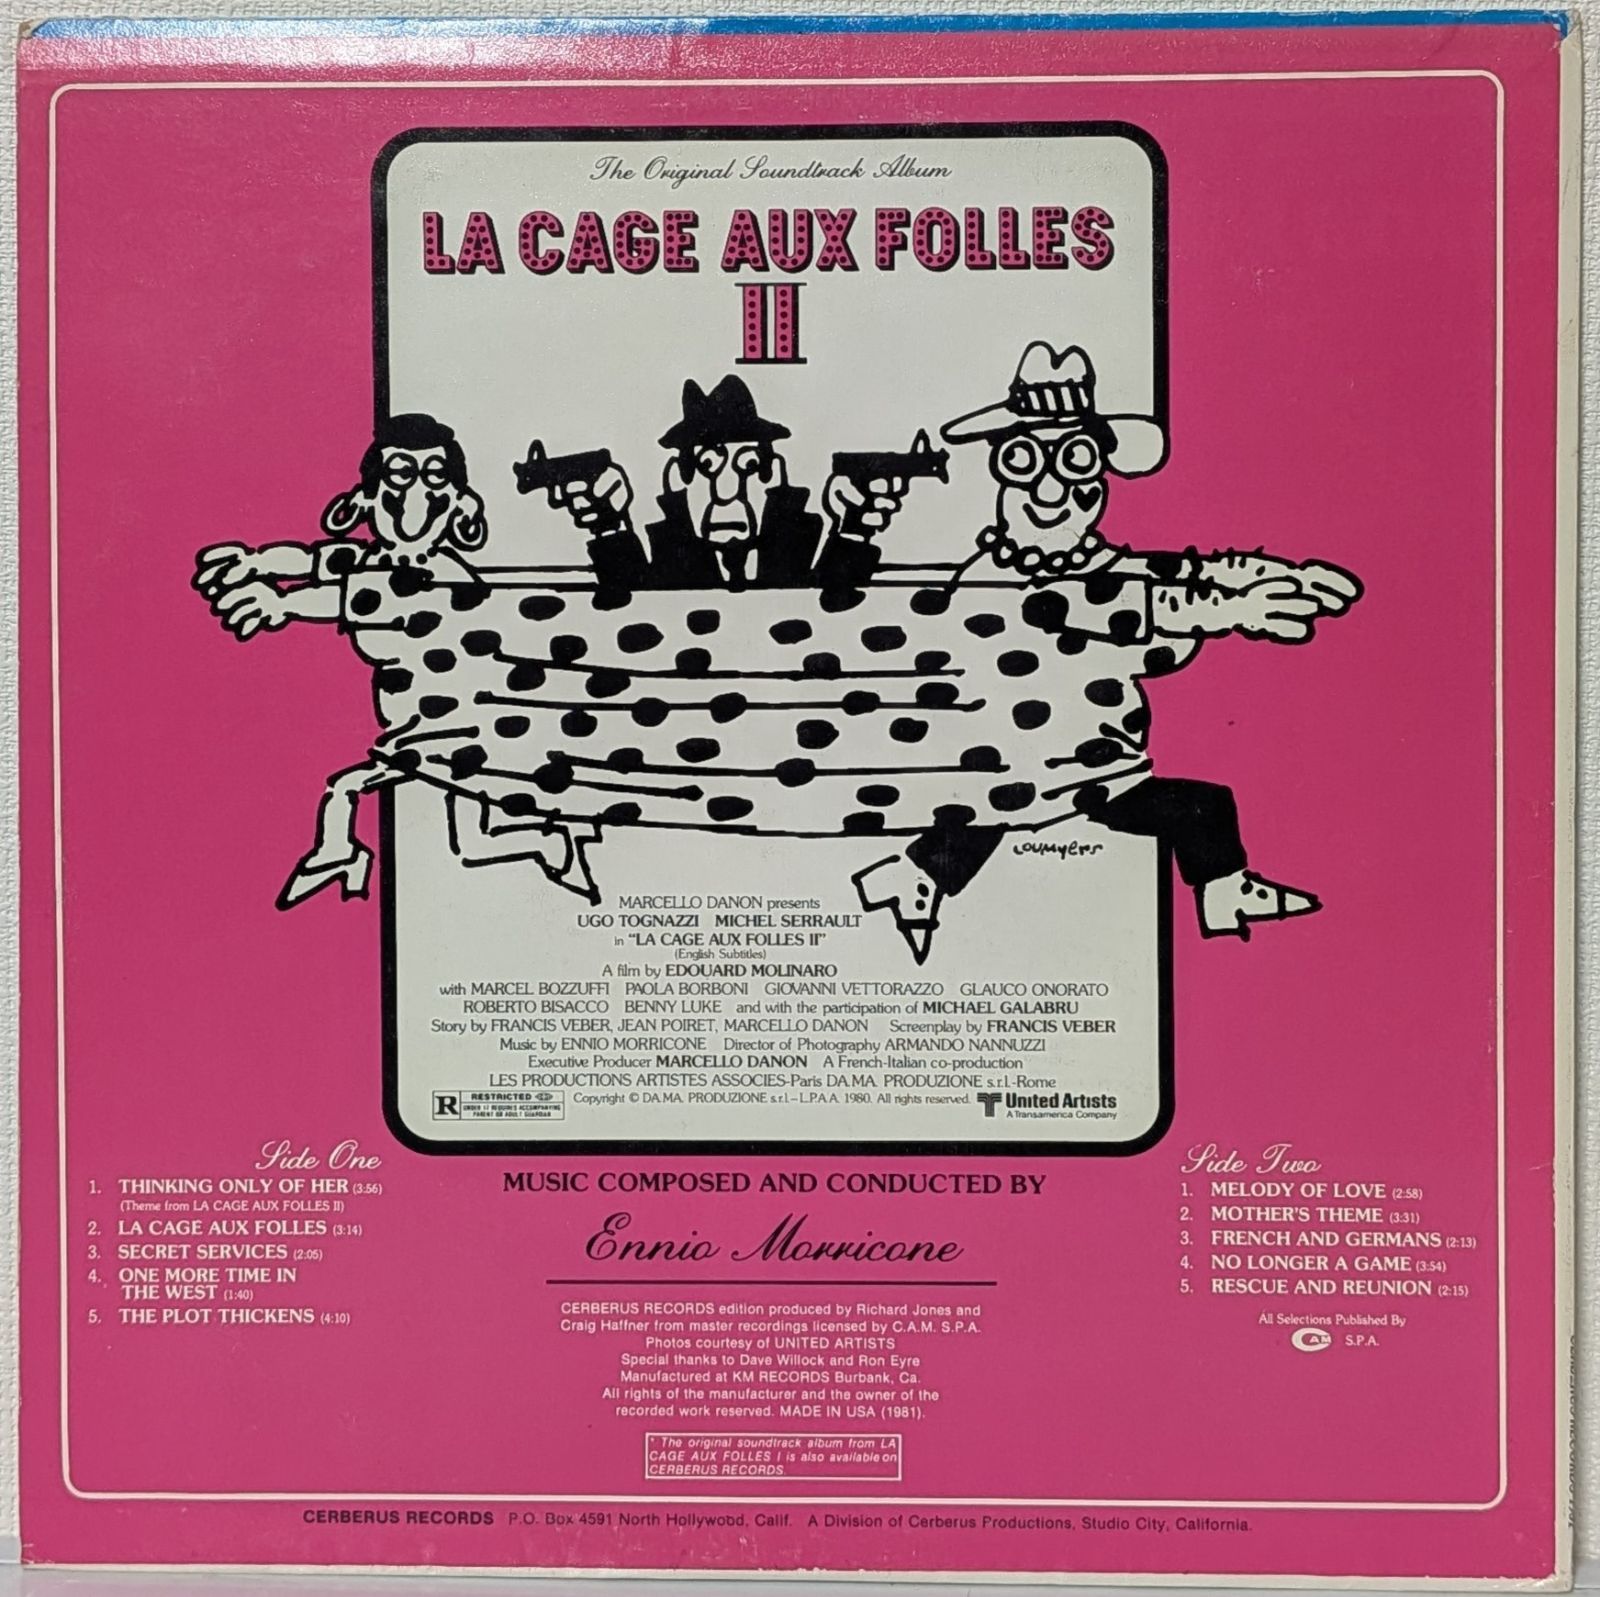 The Original Soundtrack Album
LA CAGE AUX FOLLES
II
LOUMYERS
MARCELLO DANON presents
UGO TOGNAZZI MICHEL SERRAULT
in "LA CAGE AUX FOLLES II"
(English Subtitles)
A film by EDOUARD MOLINARO
with MARCEL BOZZUFFI PAOLA BORBONI GIOVANNI VETTORAZZO GLAUCO ONORATO
ROBERTO BISACCO BENNY LUKE and with the participation of MICHAEL GALABRU
Story by FRANCIS VEBER, JEAN POIRET, MARCELLO DANON Screenplay by FRANCIS VEBER
Music by ENNIO MORRICONE Director of Photography ARMANDO NANNUZZI
Executive Producer MARCELLO DANON A French-Italian co-production
LES PRODUCTIONS ARTISTES ASSOCIES-Paris DA.MA. PRODUZIONE s.r.l.-Rome
R RESTRICTED
UNDER 17 REQUIRES ACCOMPANYING
PARENT OR ADULT GUARDIAN
Copyright © DA.MA. PRODUZIONE s.r.l.-L.P.A.A. 1980. All rights reserved.
United Artists
A Transamerica Company
Side One
1. THINKING ONLY OF HER (3:56)
(Theme from LA CAGE AUX FOLLES II)
2. LA CAGE AUX FOLLES (3:14)
3. SECRET SERVICES (2:05)
4. ONE MORE TIME IN
THE WEST (1:40)
5. THE PLOT THICKENS (4:10)
MUSIC COMPOSED AND CONDUCTED BY
Ennio Morricone
CERBERUS RECORDS edition produced by Richard Jones and
Craig Haffner from master recordings licensed by C.A.M. S.P.A.
Photos courtesy of UNITED ARTISTS
Special thanks to Dave Willock and Ron Eyre
Manufactured at KM RECORDS Burbank, Ca.
All rights of the manufacturer and the owner of the
recorded work reserved. MADE IN USA (1981).
* The original soundtrack album from LA
CAGE AUX FOLLES I is also available on
CERBERUS RECORDS.
Side Two
1. MELODY OF LOVE (2:58)
2. MOTHER'S THEME (3:31)
3. FRENCH AND GERMANS (2:13)
4. NO LONGER A GAME (3:54)
5. RESCUE AND REUNION (2:15)
All Selections Published By
CAM S.P.A.
CERBERUS RECORDS P.O. Box 4591 North Hollywood, Calif. A Division of Cerberus Productions, Studio City, California.